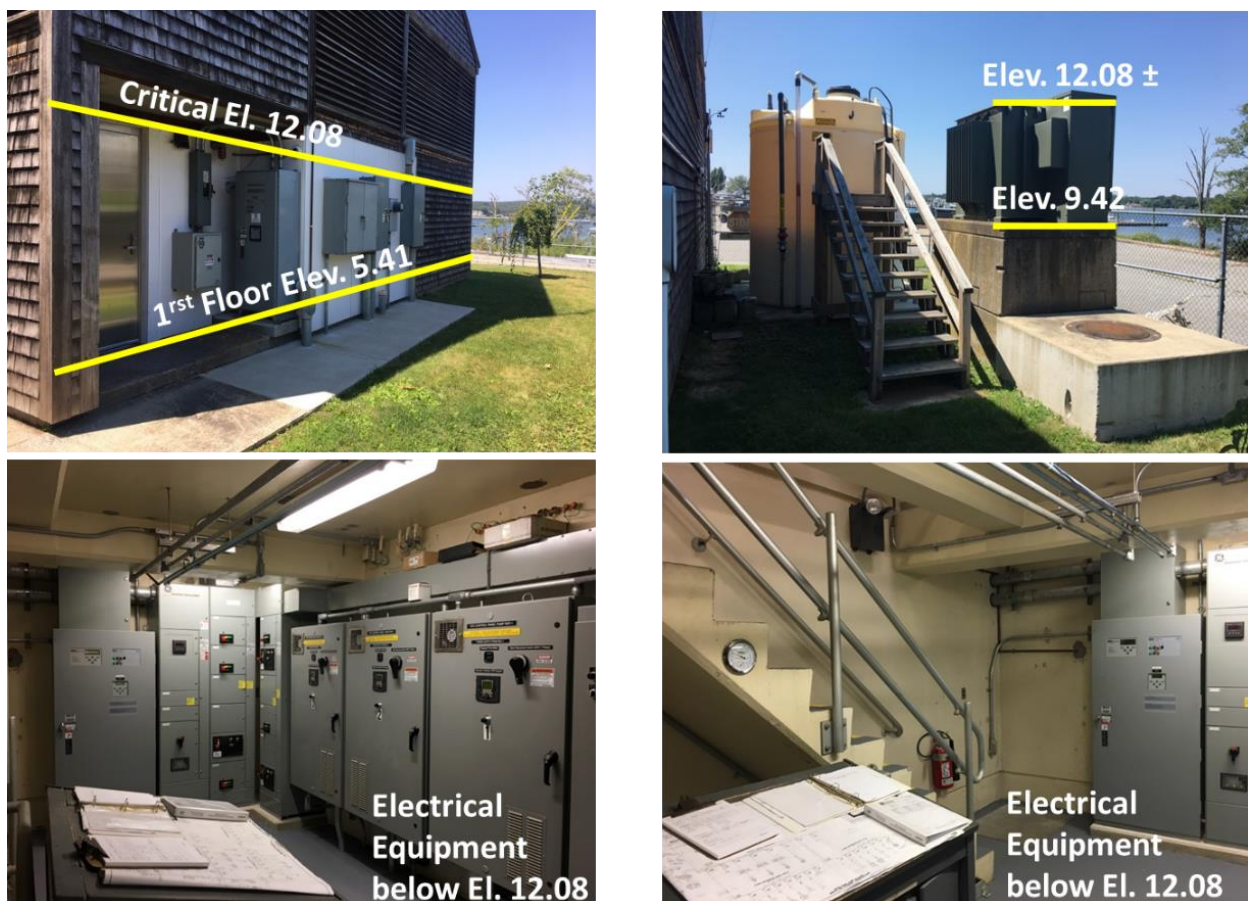 Critical El. 12.08
1rst Floor Elev. 5.41
Elev. 12.08 ±
Elev. 9.42
Electrical
Equipment
below El. 12.08
Electrical
Equipment
below El. 12.08